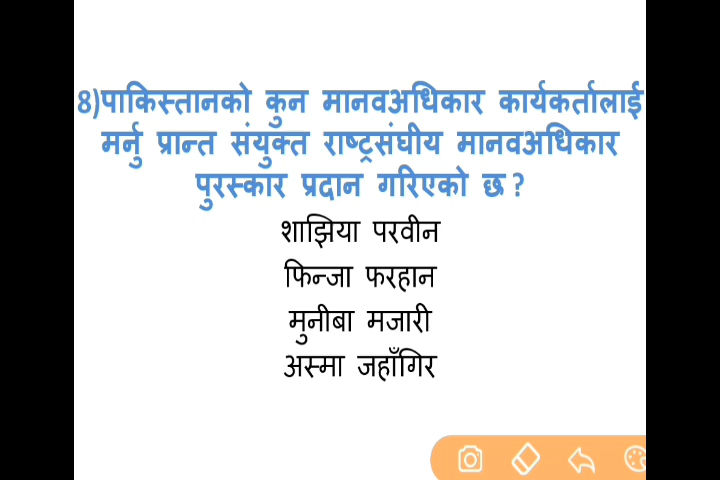 8)पाकिस्तानको कुन मानवअधिकार कार्यकर्तालाई
मर्नु प्रान्त संयुक्त राष्ट्रसंघीय मानवअधिकार
पुरस्कार प्रदान गरिएको छ?
शाझिया परवीन
फिन्जा फरहान
मुनीबा मजारी
अस्मा जहाँगिर